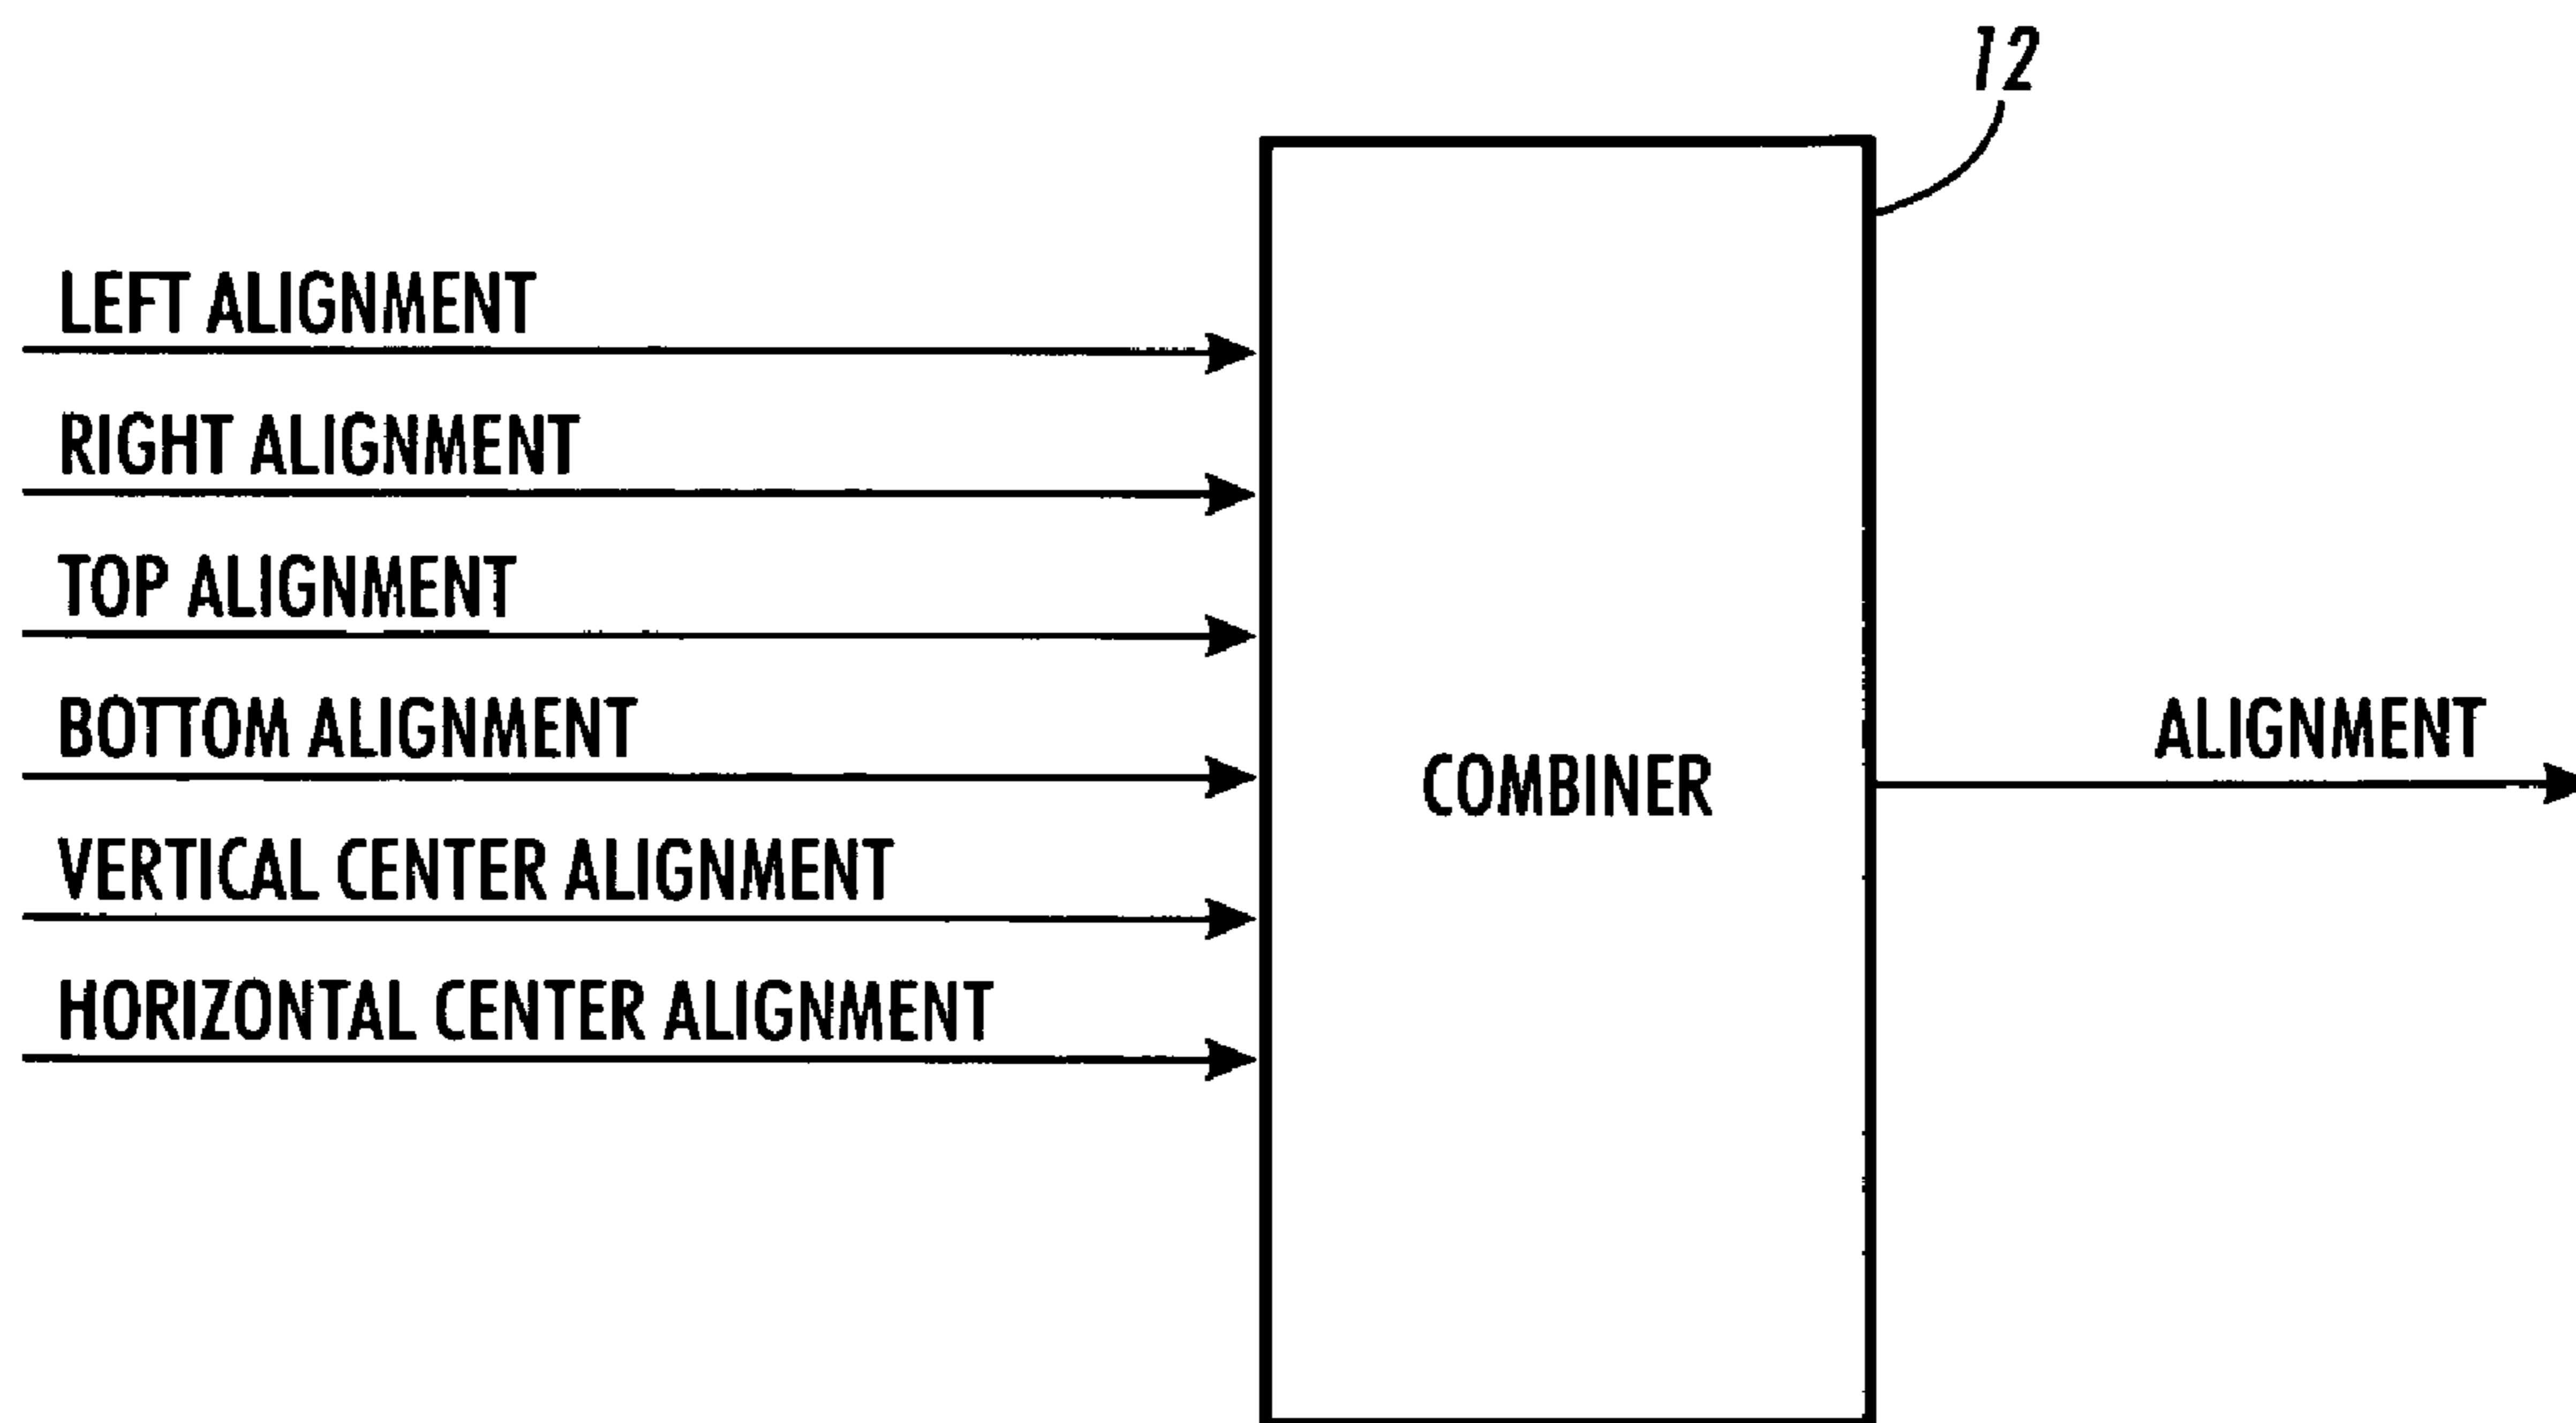 12
LEFT ALIGNMENT
RIGHT ALIGNMENT
TOP ALIGNMENT
BOTTOM ALIGNMENT
VERTICAL CENTER ALIGNMENT
HORIZONTAL CENTER ALIGNMENT
COMBINER
ALIGNMENT